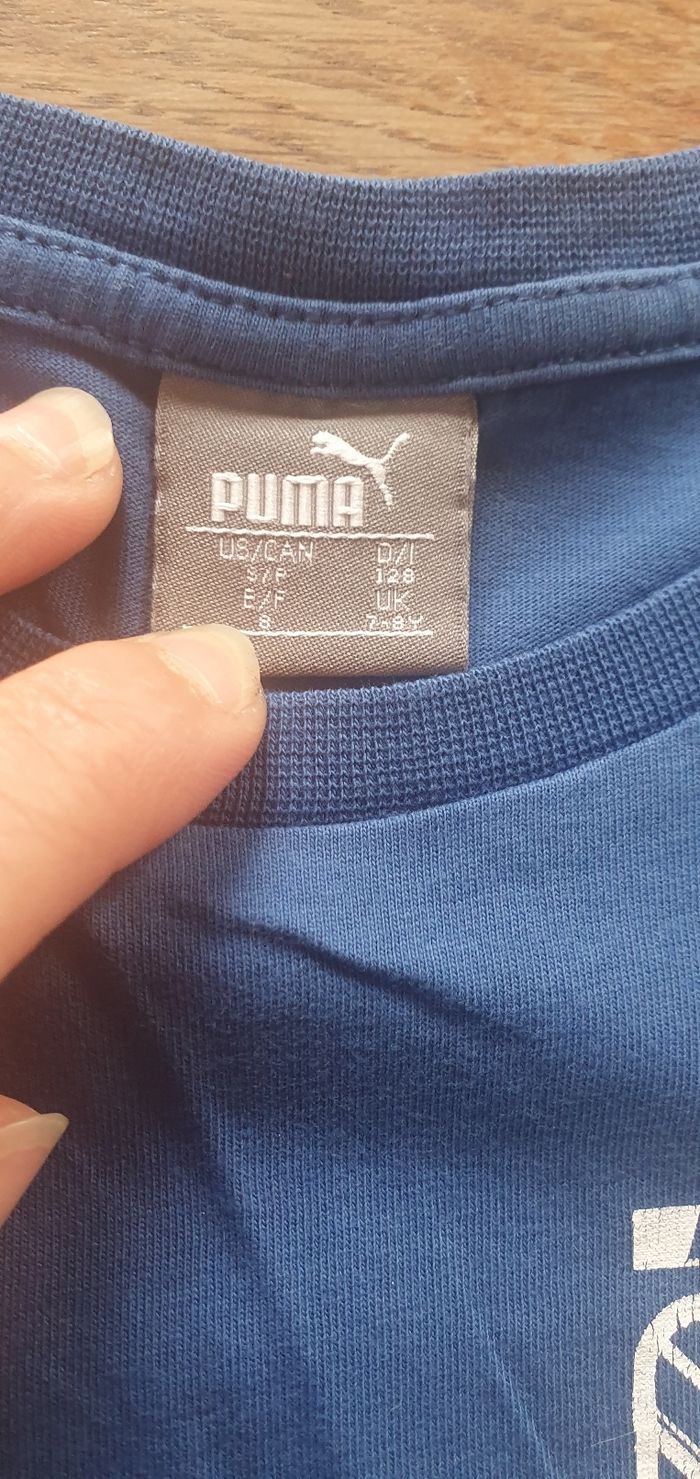 PUMA
US/CAN D/I
S/P 128
E/F UK
8 7-8Y